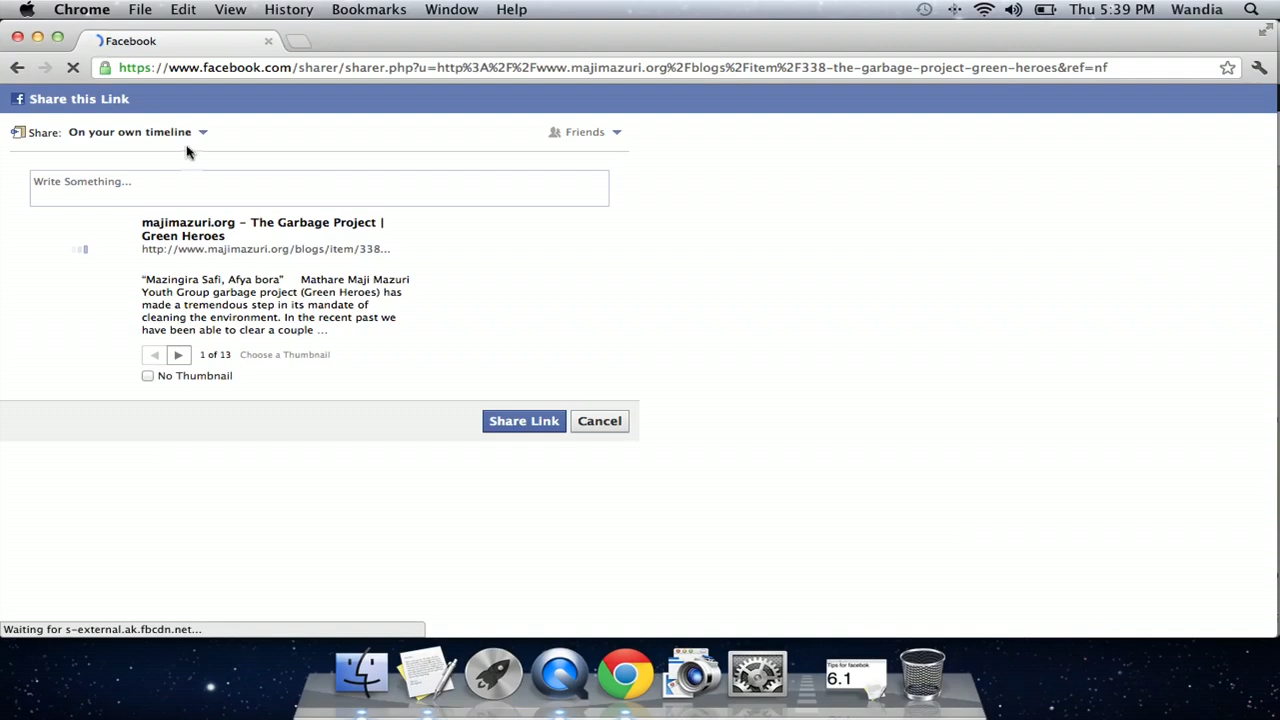 Chrome File Edit View History Bookmarks Window Help Thu 5:39 PM Wandia
Facebook
https://www.facebook.com/sharer/sharer.php?u=http%3A%2F%2Fwww.majimazuri.org%2Fblogs%2Fitem%2F338-the-garbage-project-green-heroes&ref=nf
Share this Link
Share: On your own timeline Friends
Write Something...
majimazuri.org - The Garbage Project |
Green Heroes
http://www.majimazuri.org/blogs/item/338...
"Mazingira Safi, Afya bora" Mathare Maji Mazuri
Youth Group garbage project (Green Heroes) has
made a tremendous step in its mandate of
cleaning the environment. In the recent past we
have been able to clear a couple ...
1 of 13 Choose a Thumbnail
No Thumbnail
Share Link Cancel
Waiting for s-external.ak.fbcdn.net...
Tips for facebok
6.1